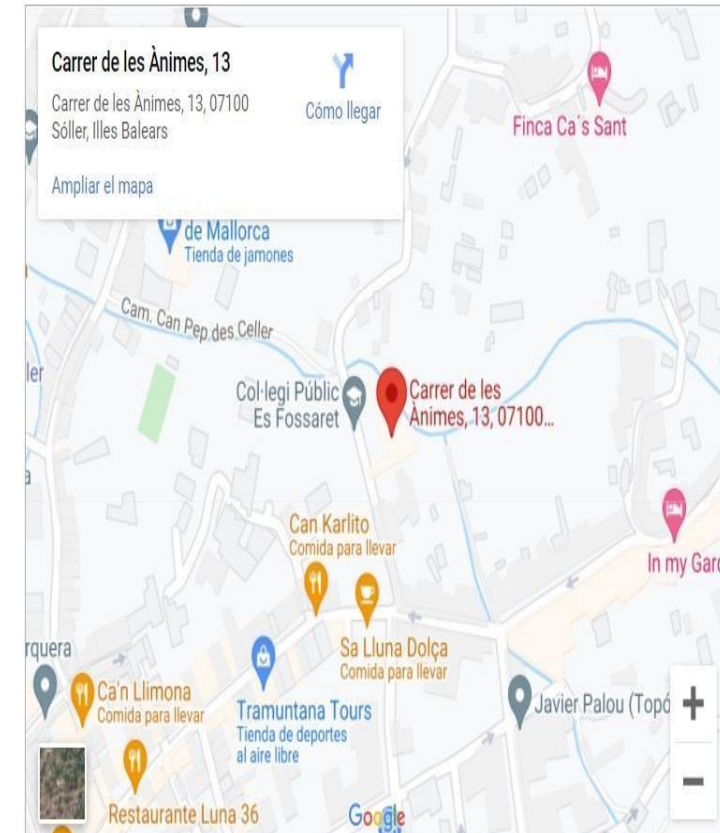 Carrer de les Ànimes, 13
Carrer de les Ànimes, 13, 07100
Sóller, Illes Balears
Cómo llegar
Ampliar el mapa
Finca Ca´s Sant
de Mallorca
Tienda de jamones
Cam. Can Pep des Celler
ler
Col·legi Públic
Es Fossaret
Carrer de les
Ànimes, 13, 07100...
a
Can Karlito
Comida para llevar
In my Gard
Sa Lluna Dolça
Comida para llevar
rquera
Ca'n Llimona
Comida para llevar
Tramuntana Tours
Tienda de deportes
al aire libre
Javier Palou (Topó
Restaurante Luna 36
Google